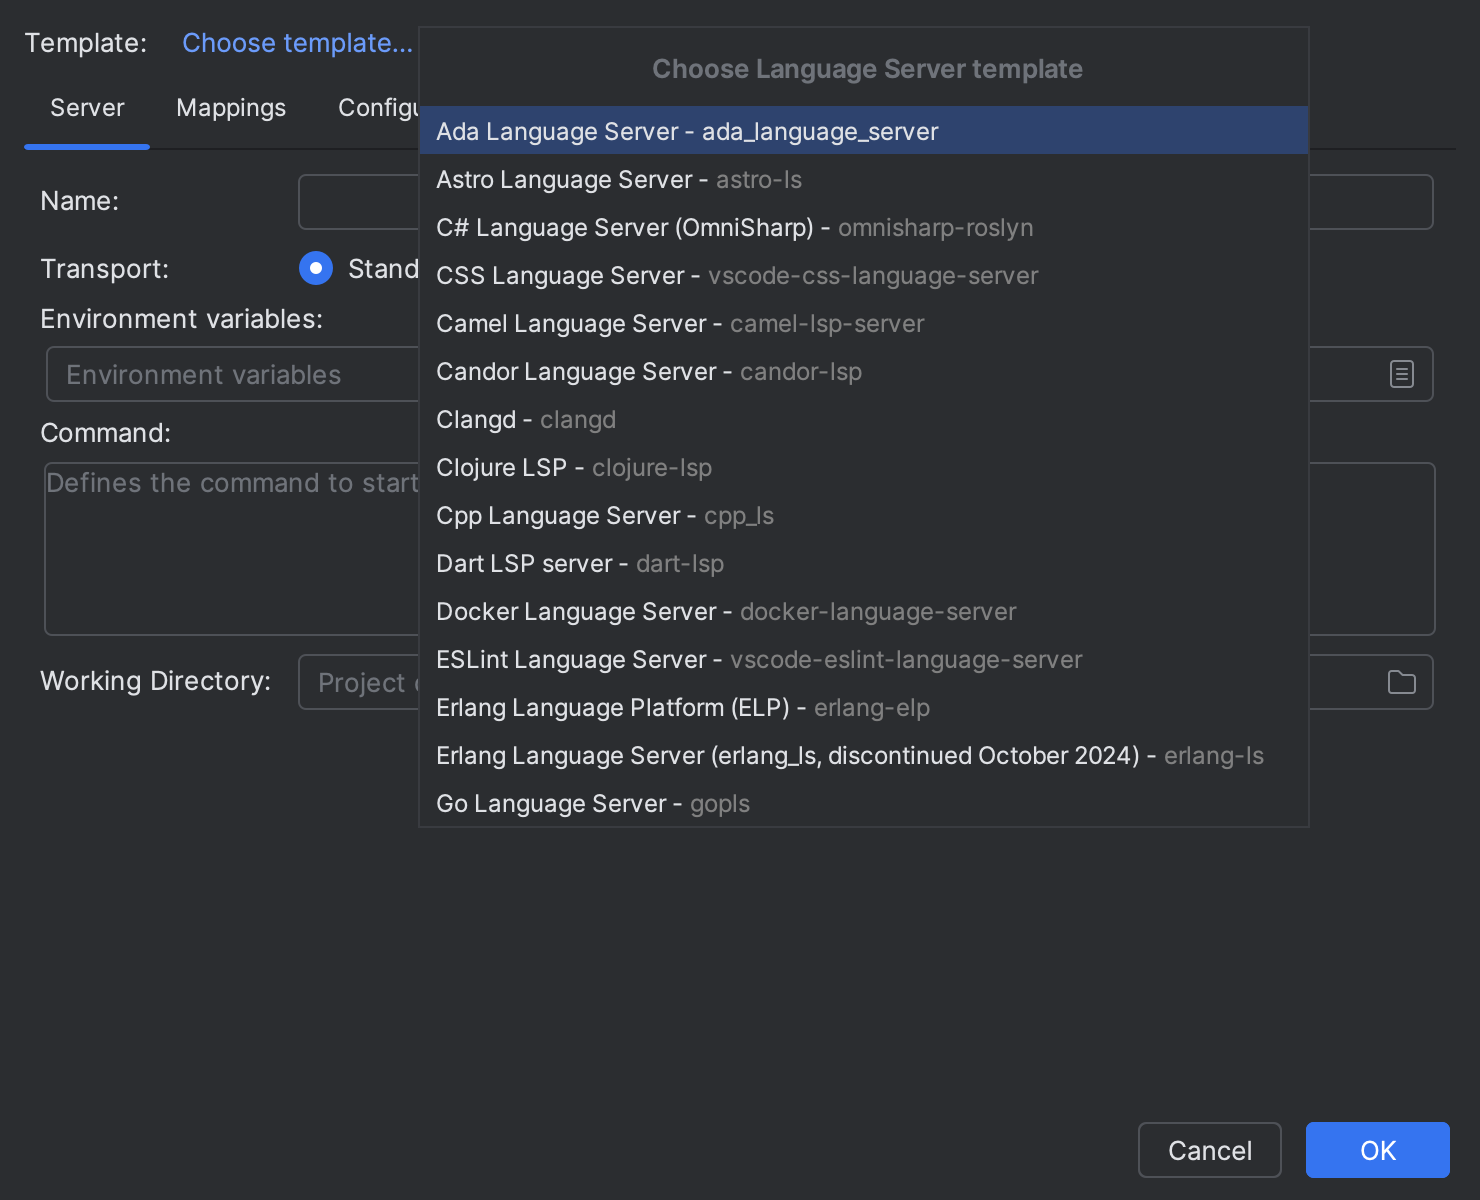 Template: Choose template...
Choose Language Server template
Server Mappings Configu
Ada Language Server - ada_language_server
Astro Language Server - astro-ls
Name:
C# Language Server (OmniSharp) - omnisharp-roslyn
Transport: Stand
CSS Language Server - vscode-css-language-server
Environment variables:
Camel Language Server - camel-lsp-server
Environment variables
Candor Language Server - candor-lsp
Clangd - clangd
Command:
Clojure LSP - clojure-lsp
Defines the command to start
Cpp Language Server - cpp_ls
Dart LSP server - dart-lsp
Docker Language Server - docker-language-server
ESLint Language Server - vscode-eslint-language-server
Working Directory: Project
Erlang Language Platform (ELP) - erlang-elp
Erlang Language Server (erlang_ls, discontinued October 2024) - erlang-ls
Go Language Server - gopls
Cancel OK